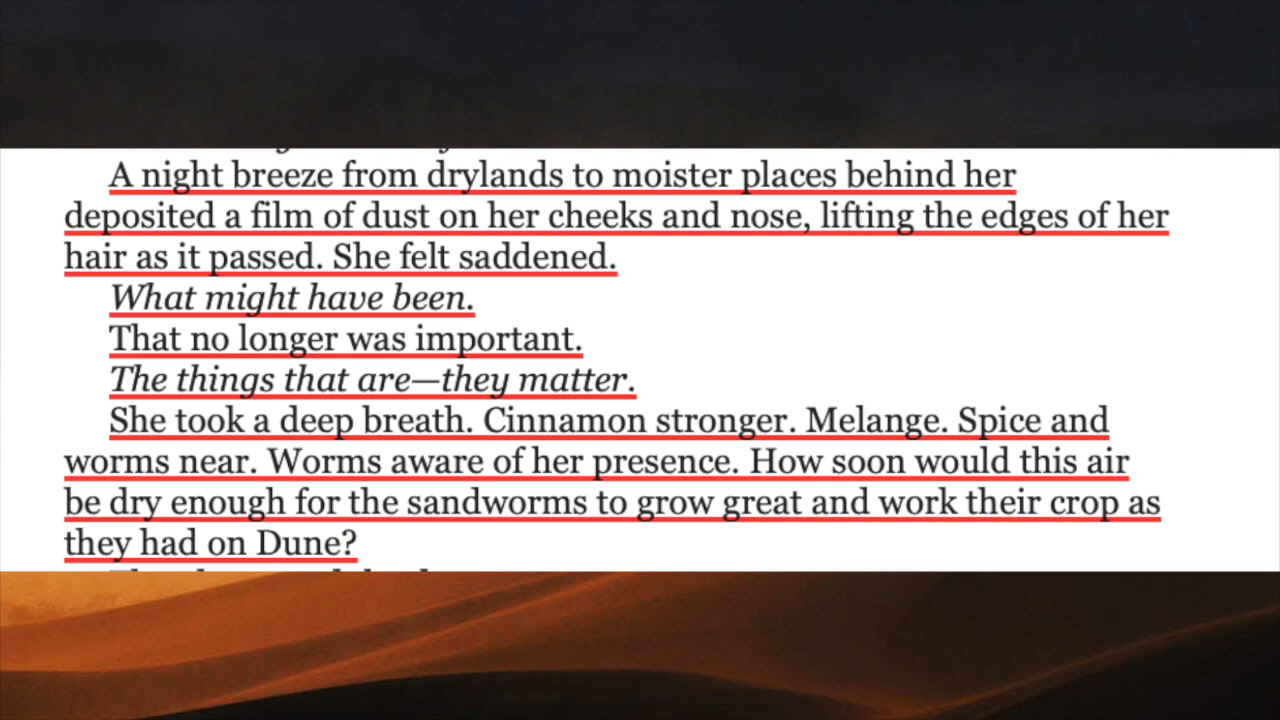 A night breeze from drylands to moister places behind her
deposited a film of dust on her cheeks and nose, lifting the edges of her
hair as it passed. She felt saddened.
What might have been.
That no longer was important.
The things that are—they matter.
She took a deep breath. Cinnamon stronger. Melange. Spice and
worms near. Worms aware of her presence. How soon would this air
be dry enough for the sandworms to grow great and work their crop as
they had on Dune?